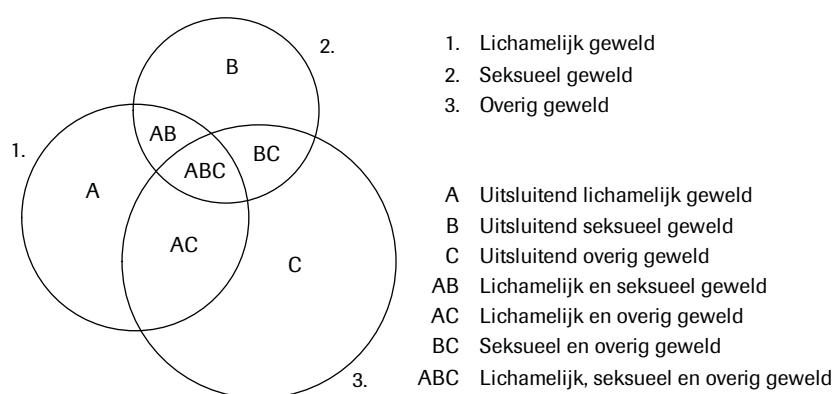 1. Lichamelijk geweld
2. Seksueel geweld
3. Overig geweld
A Uitsluitend lichamelijk geweld
B Uitsluitend seksueel geweld
C Uitsluitend overig geweld
AB Lichamelijk en seksueel geweld
AC Lichamelijk en overig geweld
BC Seksueel en overig geweld
ABC Lichamelijk, seksueel en overig geweld
2.
B
1.
AB
BC
ABC
A
AC
C
3.